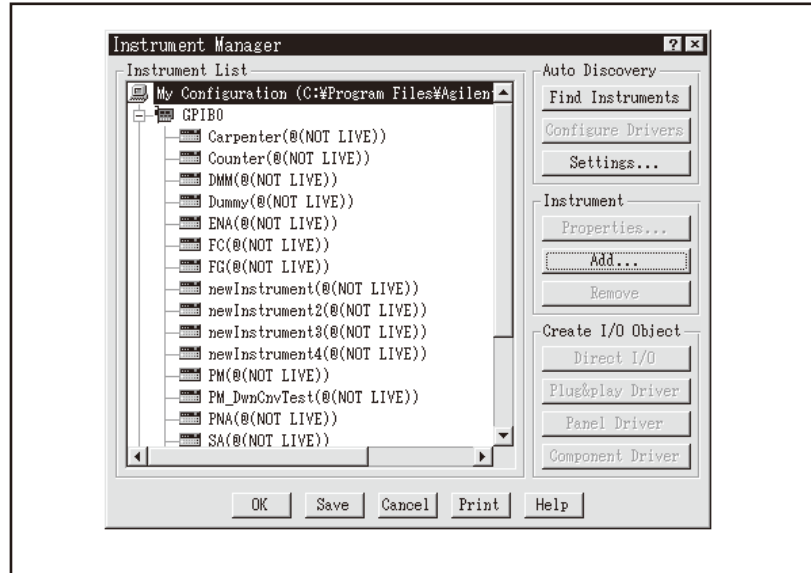 Instrument Manager
Instrument List
My Configuration (C:¥Program Files¥Agilen
GPIB0
Carpenter(@(NOT LIVE))
Counter(@(NOT LIVE))
DMM(@(NOT LIVE))
Dummy(@(NOT LIVE))
ENA(@(NOT LIVE))
FC(@(NOT LIVE))
FG(@(NOT LIVE))
newInstrument(@(NOT LIVE))
newInstrument2(@(NOT LIVE))
newInstrument3(@(NOT LIVE))
newInstrument4(@(NOT LIVE))
PM(@(NOT LIVE))
PM_DwnCnvTest(@(NOT LIVE))
PNA(@(NOT LIVE))
SA(@(NOT LIVE))
Auto Discovery
Find Instruments
Configure Drivers
Settings...
Instrument
Properties...
Add...
Remove
Create I/O Object
Direct I/O
Plug&play Driver
Panel Driver
Component Driver
OK
Save
Cancel
Print
Help